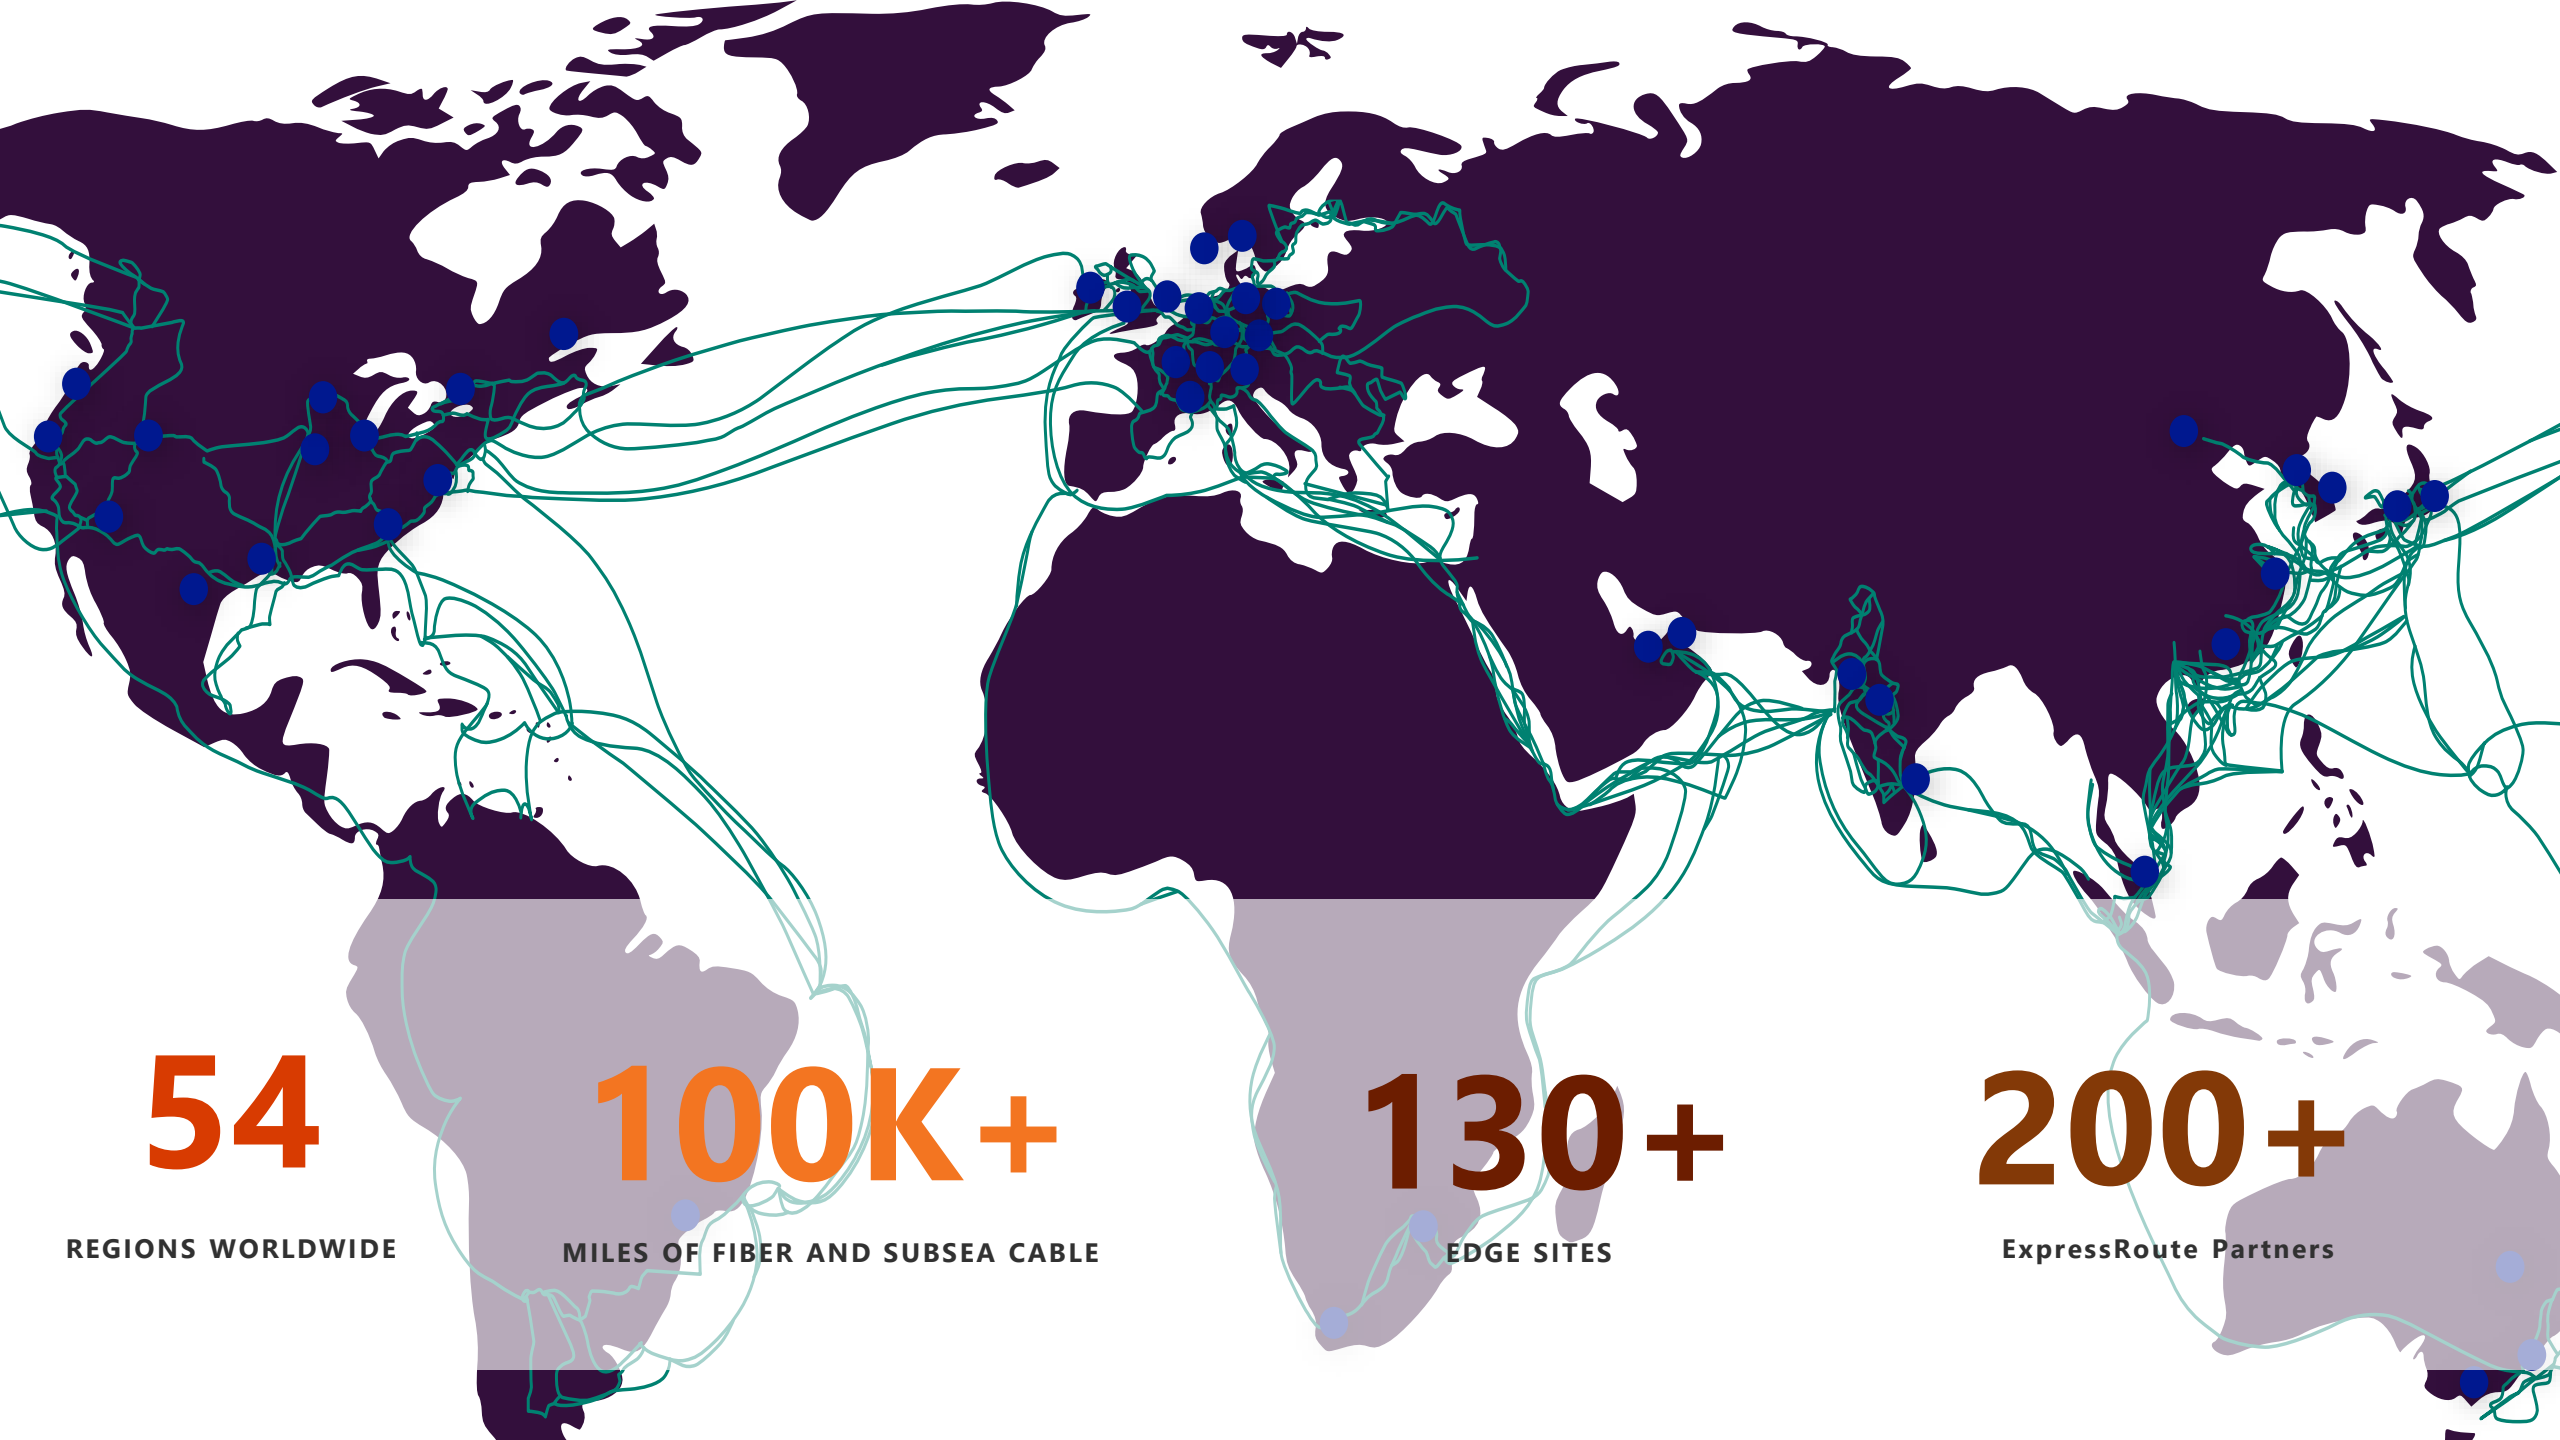 54
REGIONS WORLDWIDE
100K+
MILES OF FIBER AND SUBSEA CABLE
130+
EDGE SITES
200+
ExpressRoute Partners